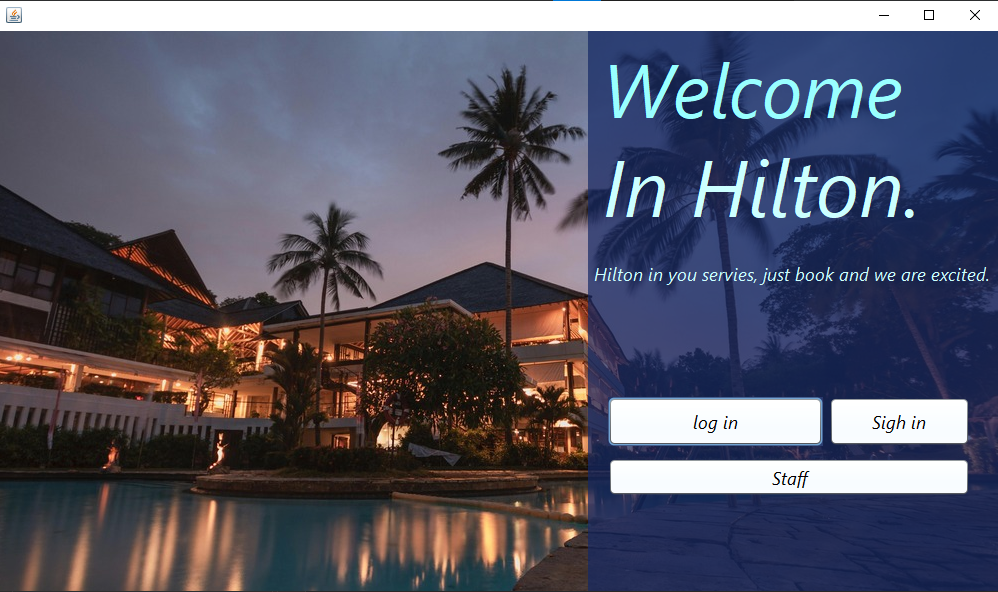 Welcome
In Hilton.
Hilton in you servies, just book and we are excited.
log in
Sigh in
Staff